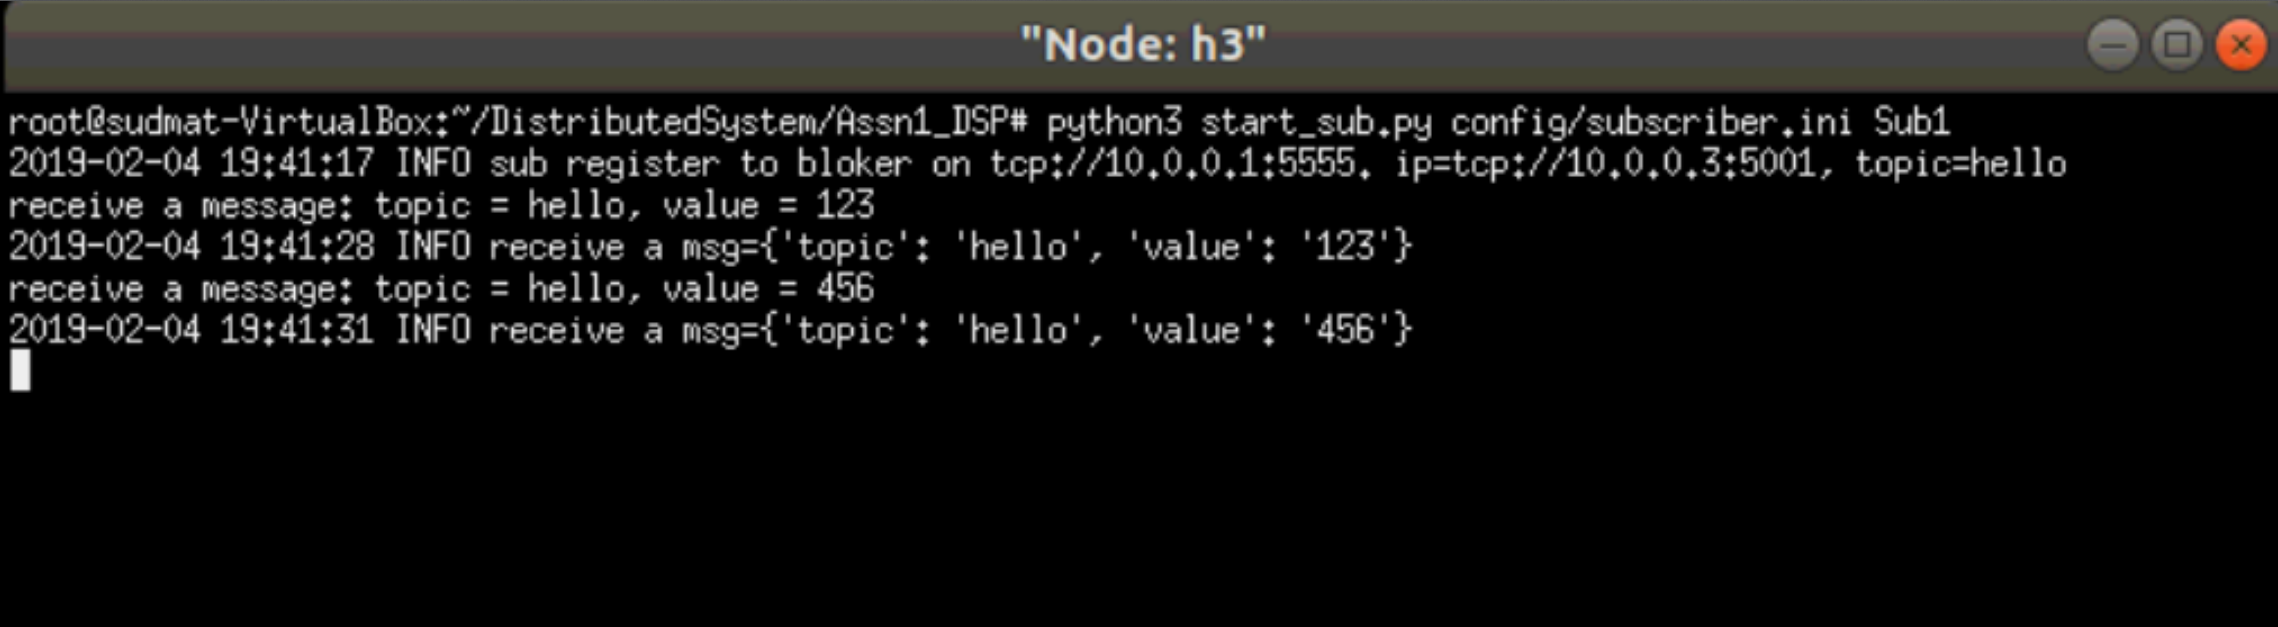 "Node: h3"
root@sudmat-VirtualBox:~/DistributedSystem/Assn1_DSP# python3 start_sub.py config/subscriber.ini Sub1
2019-02-04 19:41:17 INFO sub register to bloker on tcp://10.0.0.1:5555. ip=tcp://10.0.0.3:5001, topic=hello
receive a message: topic = hello, value = 123
2019-02-04 19:41:28 INFO receive a msg={'topic': 'hello', 'value': '123'}
receive a message: topic = hello, value = 456
2019-02-04 19:41:31 INFO receive a msg={'topic': 'hello', 'value': '456'}